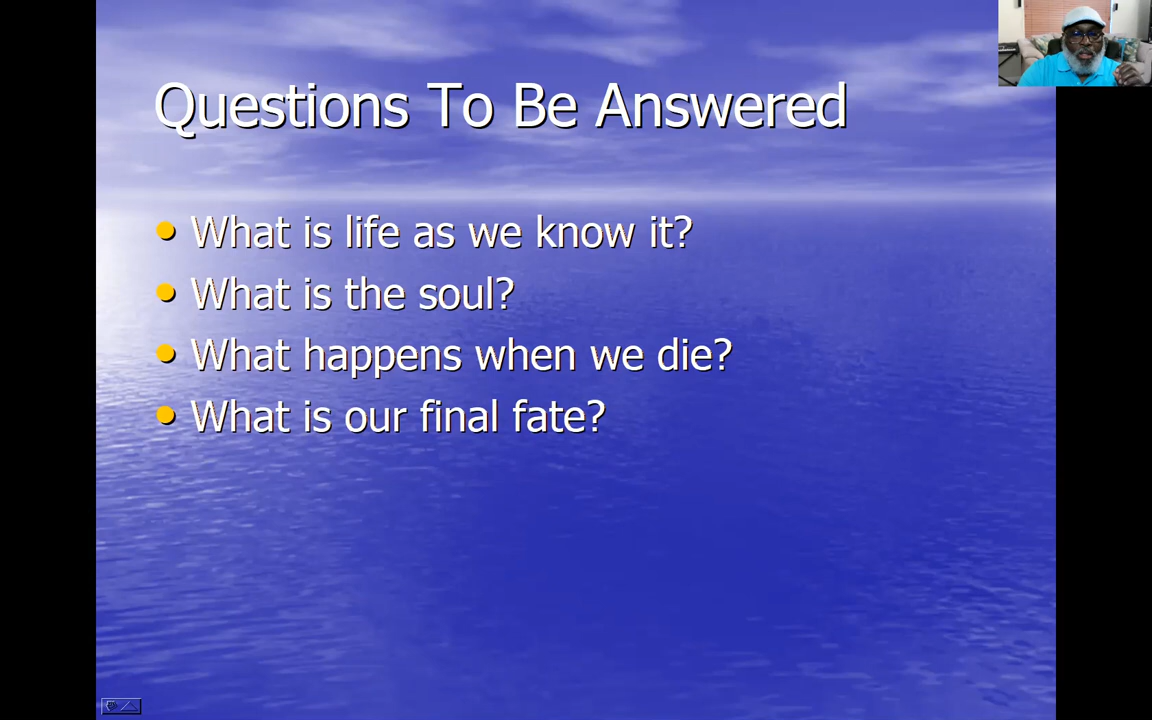 Questions To Be Answered
• What is life as we know it?
• What is the soul?
• What happens when we die?
• What is our final fate?